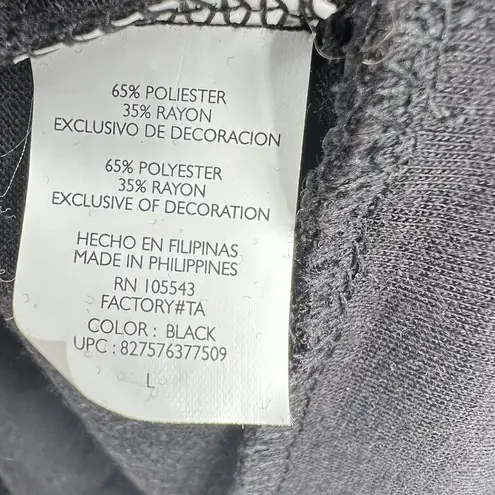 65% POLIESTER
35% RAYON
EXCLUSIVO DE DECORACION
65% POLYESTER
35% RAYON
EXCLUSIVE OF DECORATION
HECHO EN FILIPINAS
MADE IN PHILIPPINES
RN 105543
FACTORY#TA
COLOR : BLACK
UPC : 827576377509
L